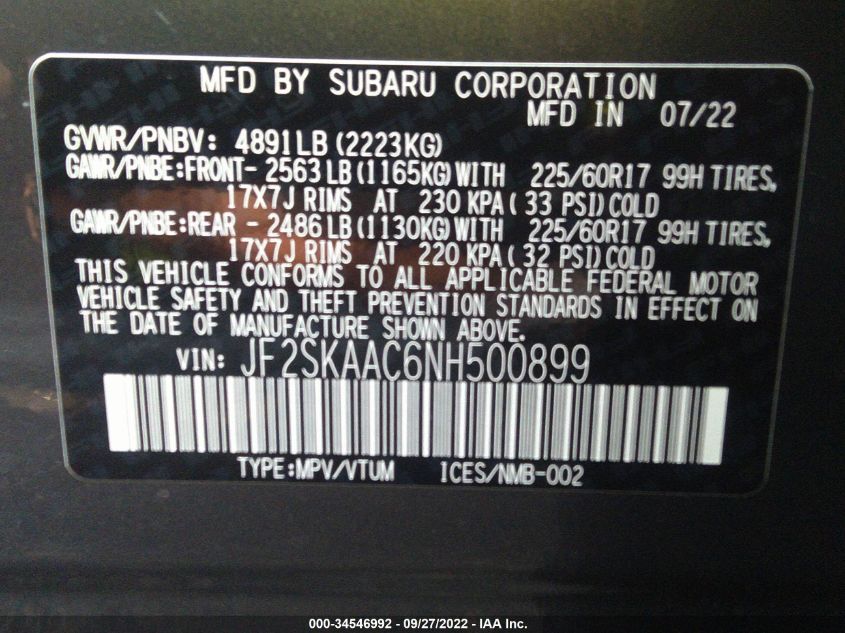 MFD BY SUBARU CORPORATION
MFD IN 07/22
GVWR/PNBV: 4891LB (2223KG)
GAWR/PNBE:FRONT- 2563LB (1165KG) WITH 225/60R17 99H TIRES,
17X7J RIMS AT 230 KPA ( 33 PSI) COLD
GAWR/PNBE:REAR - 2486LB (1130KG) WITH 225/60R17 99H TIRES,
17X7J RIMS AT 220 KPA ( 32 PSI) COLD
THIS VEHICLE CONFORMS TO ALL APPLICABLE FEDERAL MOTOR
VEHICLE SAFETY AND THEFT PREVENTION STANDARDS IN EFFECT ON
THE DATE OF MANUFACTURE SHOWN ABOVE.
VIN: JF2SKAAC6NH500899
TYPE:MPV/VTUM ICES/NMB-002
000-34546992 - 09/27/2022 - IAA Inc.